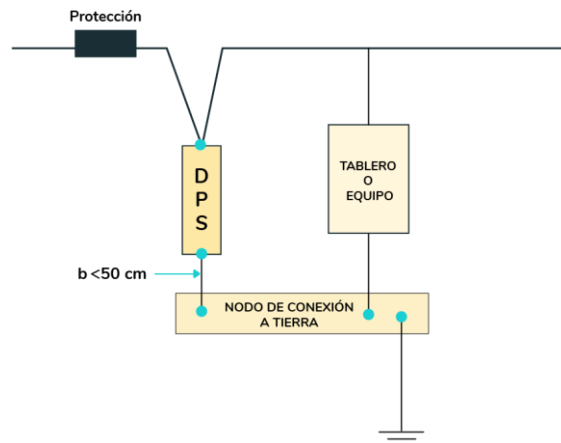 Protección
D
P
S
TABLERO
O
EQUIPO
b <50 cm
NODO DE CONEXIÓN
A TIERRA